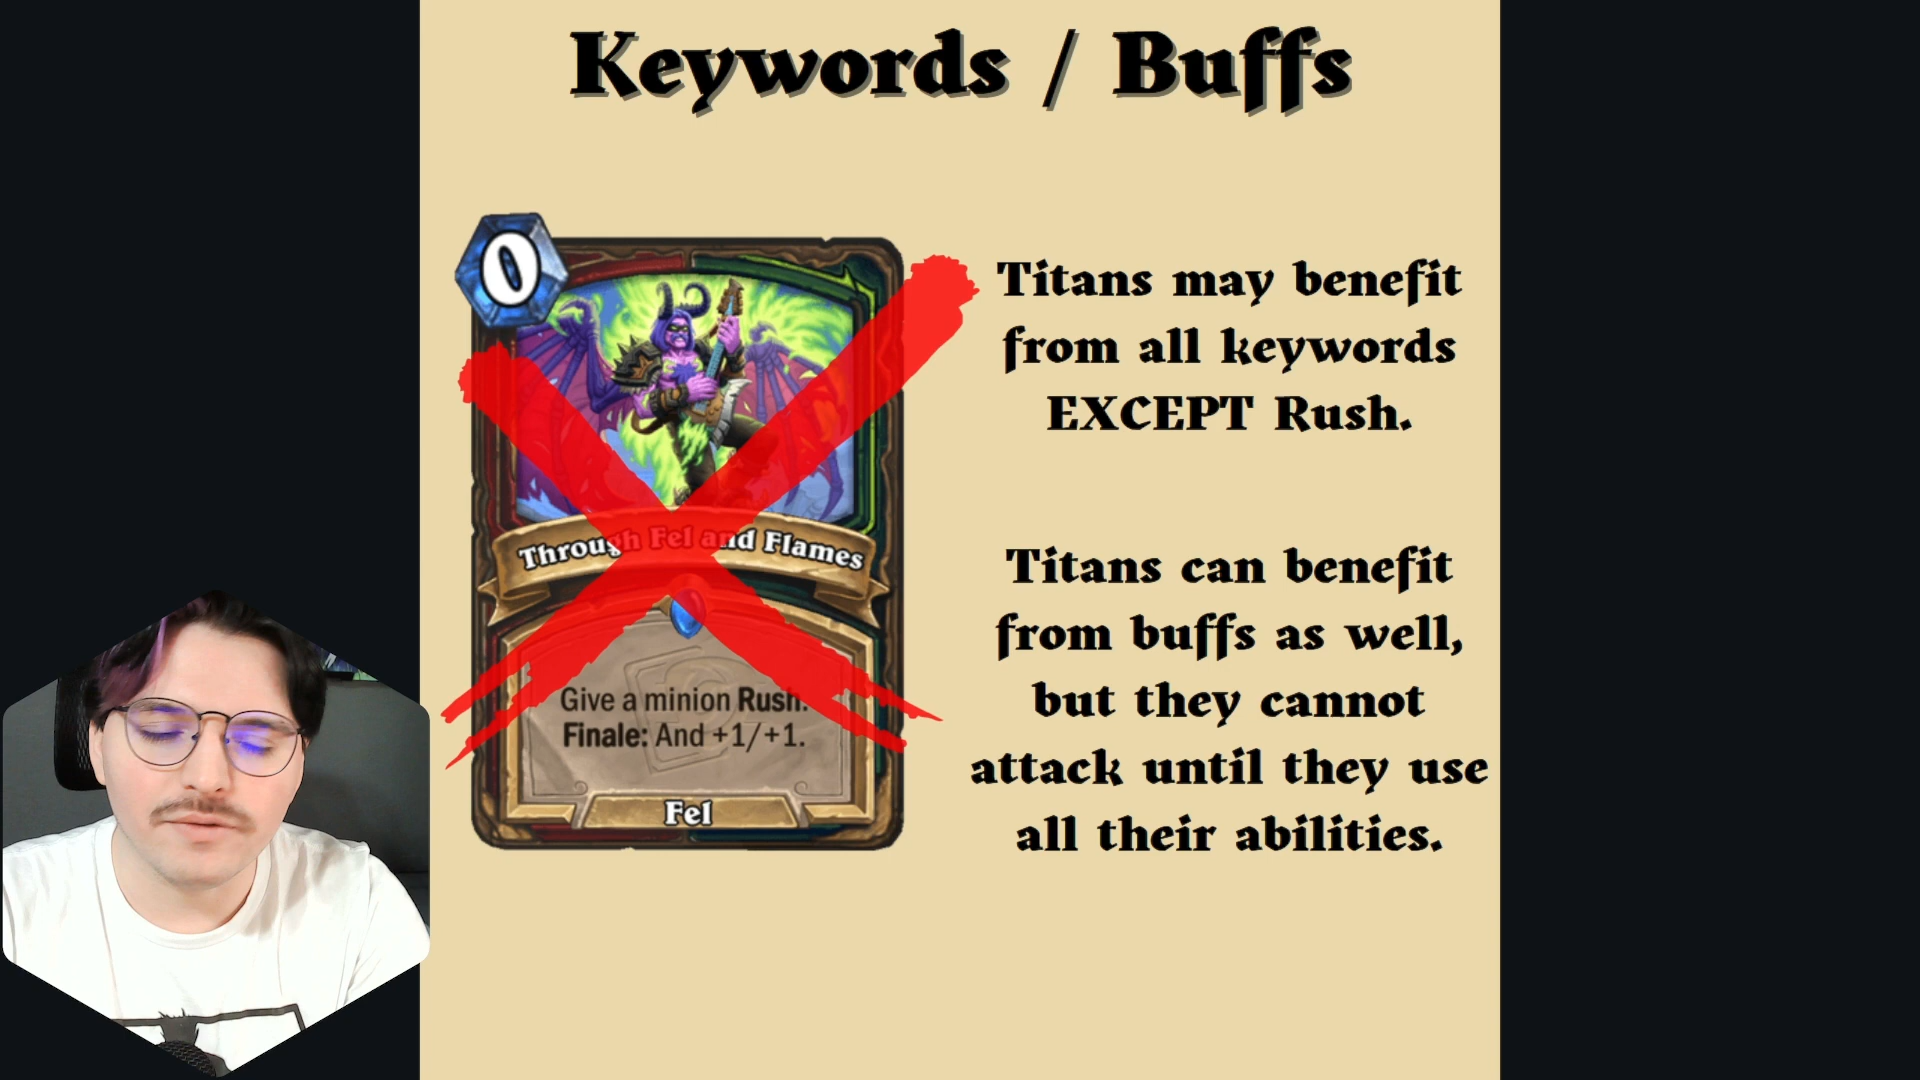 Keywords / Buffs
0
Titans may benefit
from all keywords
EXCEPT Rush.
Through Fel and Flames
Give a minion Rush.
Finale: And +1/+1.
Fel
Titans can benefit
from buffs as well,
but they cannot
attack until they use
all their abilities.